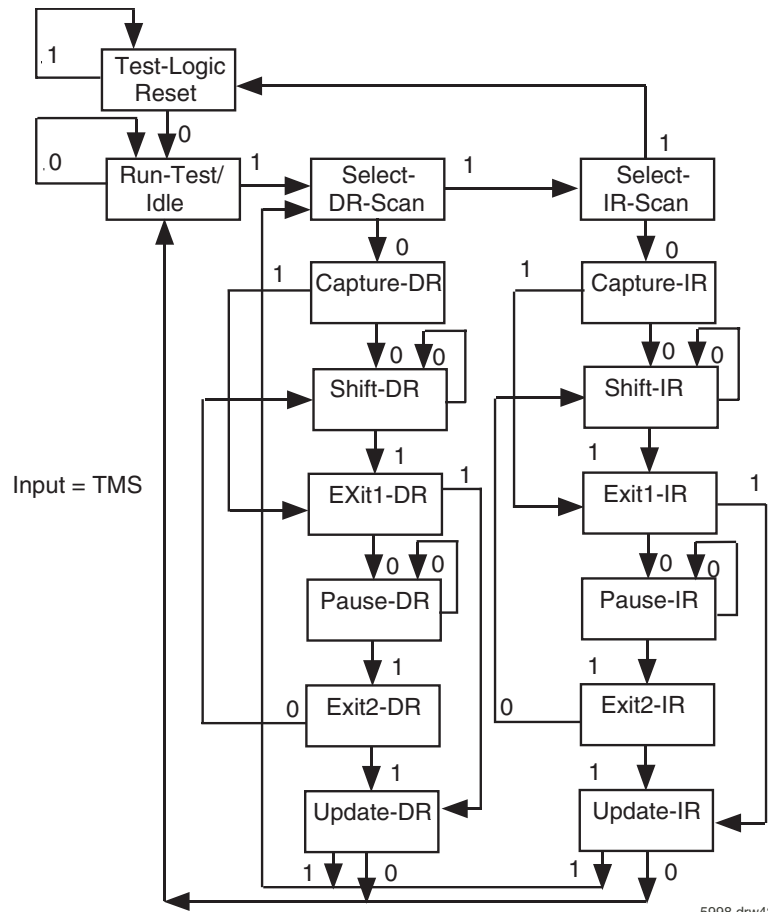 .1
Test-Logic
Reset
0
1
.0
Run-Test/
Idle
1
Select-
DR-Scan
1
Select-
IR-Scan
0
0
1
Capture-DR
1
Capture-IR
0
0
0
0
Shift-DR
Shift-IR
1
1
Input = TMS
EXit1-DR
1
Exit1-IR
1
0
0
0
0
Pause-DR
Pause-IR
1
1
0
Exit2-DR
0
Exit2-IR
1
1
Update-DR
Update-IR
1
0
1
0